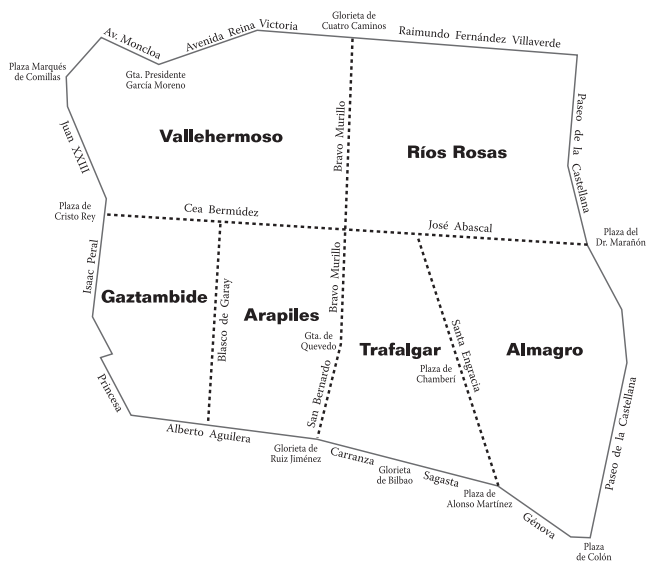 Glorieta de
Cuatro Caminos
Avenida Reina Victoria
Raimundo Fernández Villaverde
Av. Moncloa
Plaza Marqués
de Comillas
Gta. Presidente
García Moreno
Juan XXIII
Vallehermoso
Bravo Murillo
Ríos Rosas
Paseo de la Castellana
Plaza de
Cristo Rey
Cea Bermúdez
José Abascal
Plaza del
Dr. Marañón
Isaac Peral
Gaztambide
Blasco de Garay
Arapiles
Bravo Murillo
Gta. de
Quevedo
Trafalgar
Santa Engracia
Plaza de
Chamberí
Almagro
Paseo de la Castellana
Princesa
San Bernardo
Alberto Aguilera
Glorieta de
Ruiz Jiménez
Carranza
Glorieta
de Bilbao
Sagasta
Plaza de
Alonso Martínez
Génova
Plaza
de Colón